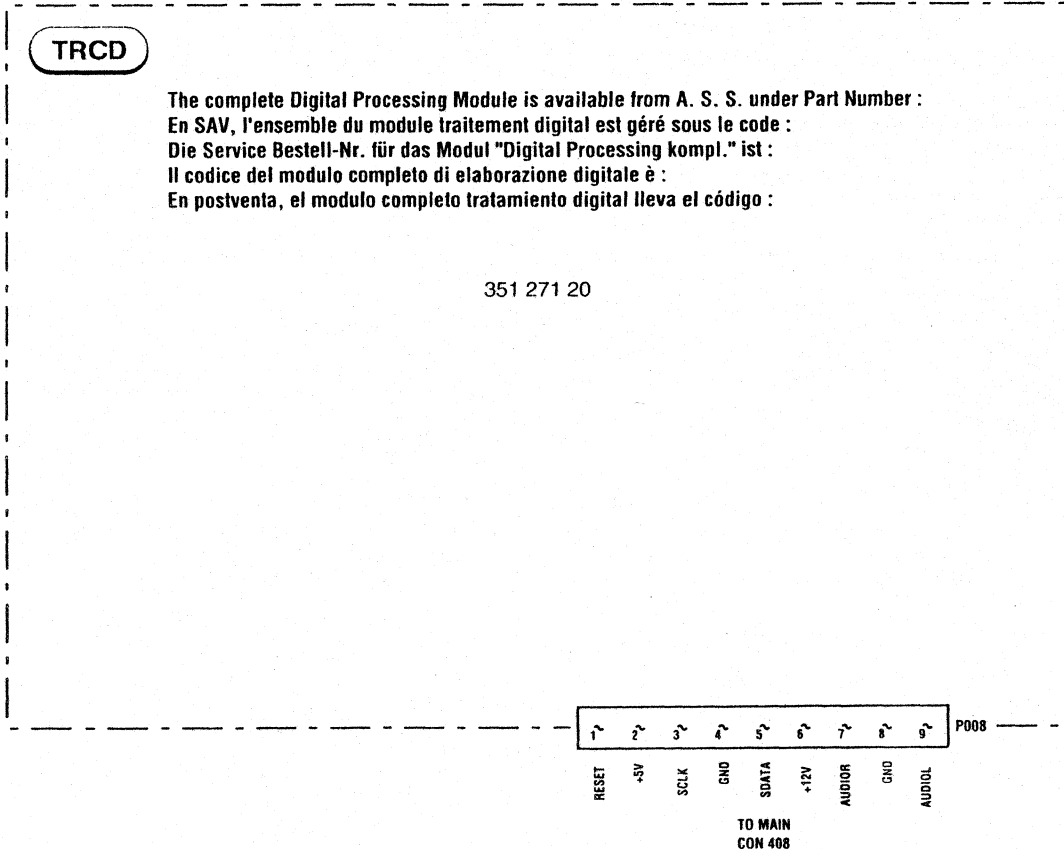 TRCD
The complete Digital Processing Module is available from A. S. S. under Part Number :
En SAV, l'ensemble du module traitement digital est géré sous le code :
Die Service Bestell-Nr. für das Modul "Digital Processing kompl." ist :
Il codice del modulo completo di elaborazione digitale è :
En postventa, el modulo completo tratamiento digital lleva el código :
351 271 20
1 2 3 4 5 6 7 8 9 P008
RESET +5V SCLK GND SDATA +12V AUDIOR GND AUDIOL
TO MAIN
CON 408